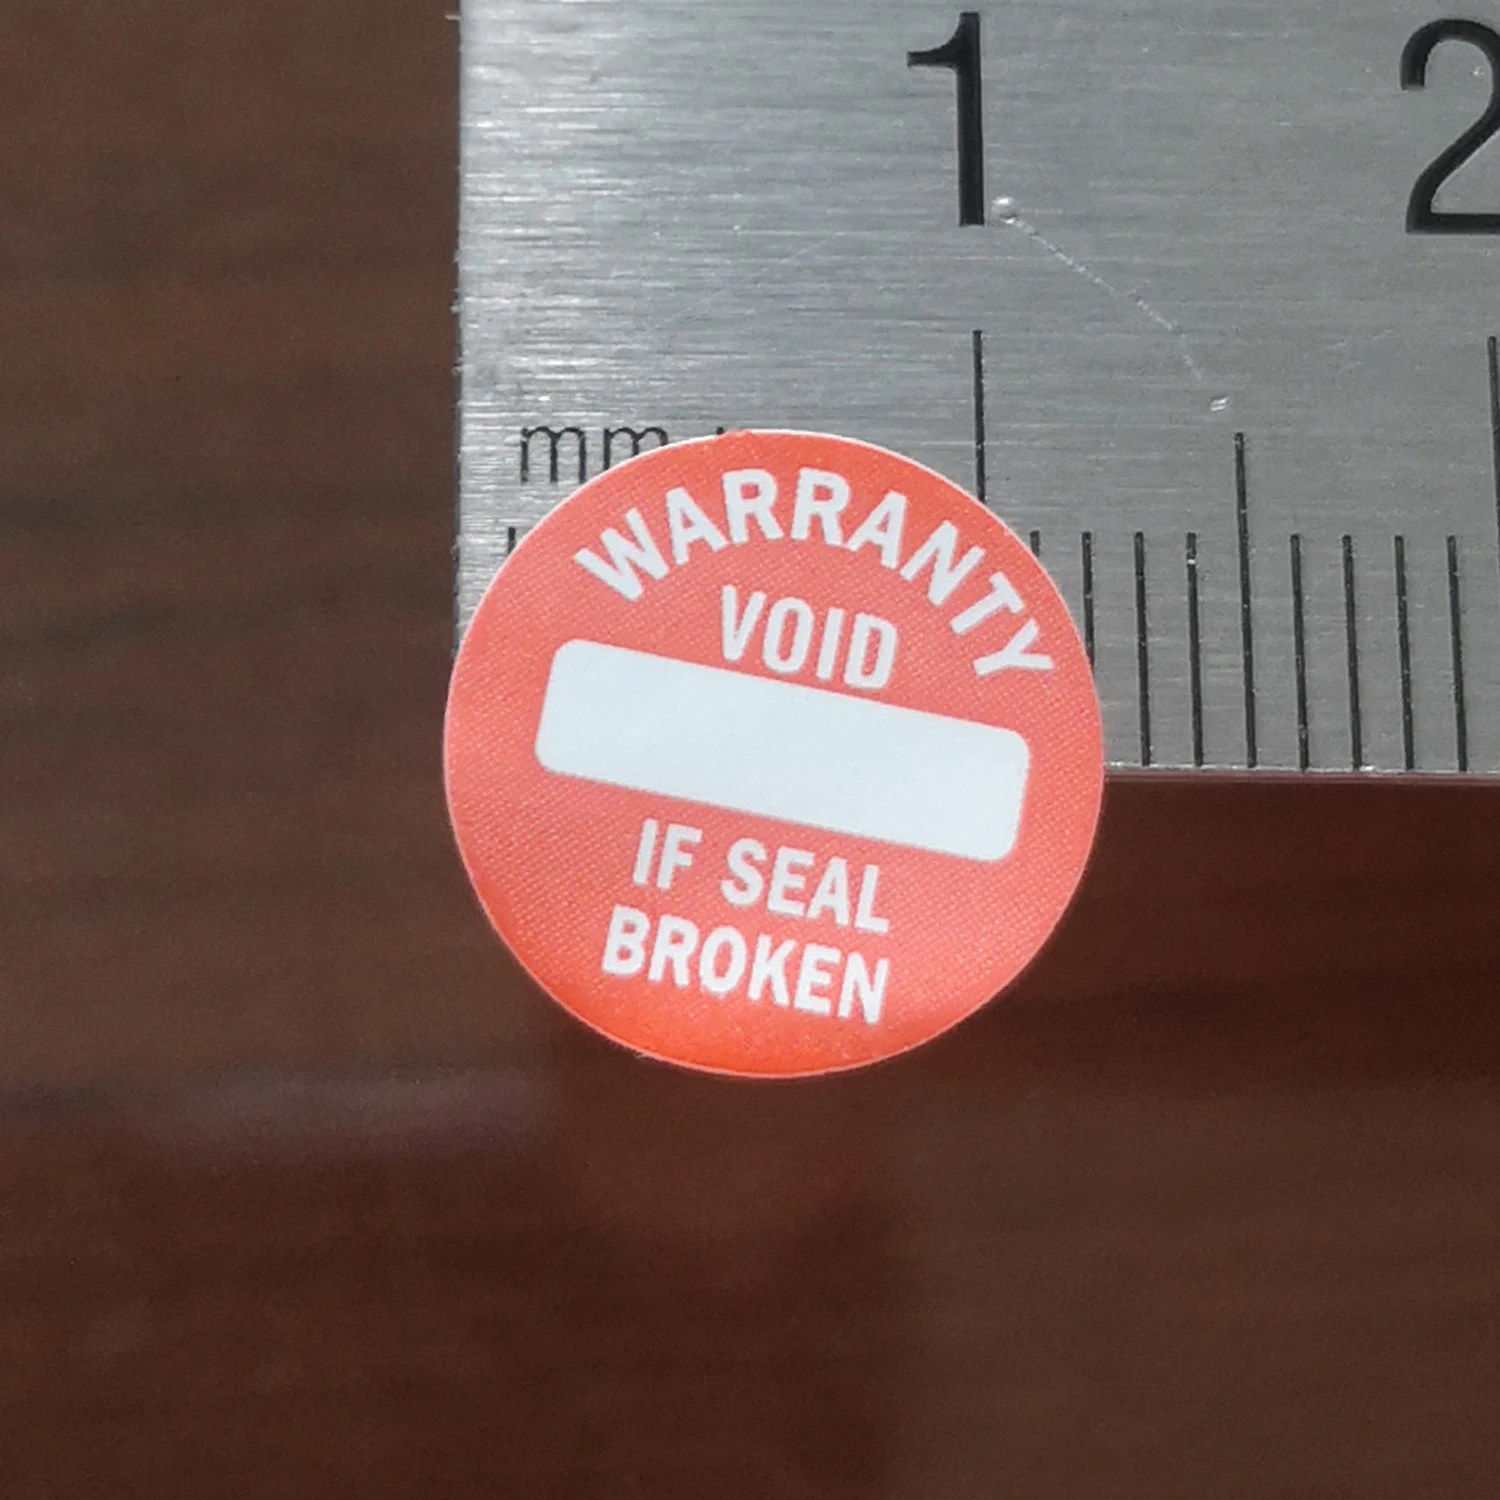 1 2
mm
WARRANTY
VOID
IF SEAL
BROKEN